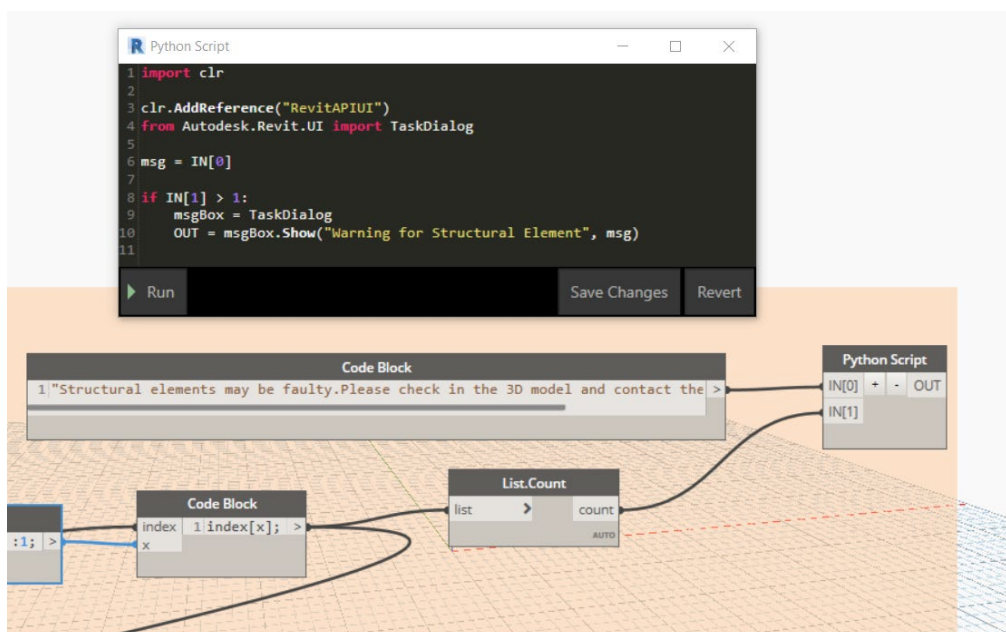 Python Script
1 import clr
2
3 clr.AddReference("RevitAPIUI")
4 from Autodesk.Revit.UI import TaskDialog
5
6 msg = IN[0]
7
8 if IN[1] > 1:
9 msgBox = TaskDialog
10 OUT = msgBox.Show("Warning for Structural Element", msg)
11
Run Save Changes Revert
Code Block
1 "Structural elements may be faulty.Please check in the 3D model and contact the >
Python Script
IN[0] + - OUT
IN[1]
List.Count
list > count
AUTO
Code Block
index 1 index[x]; >
x
:1; >